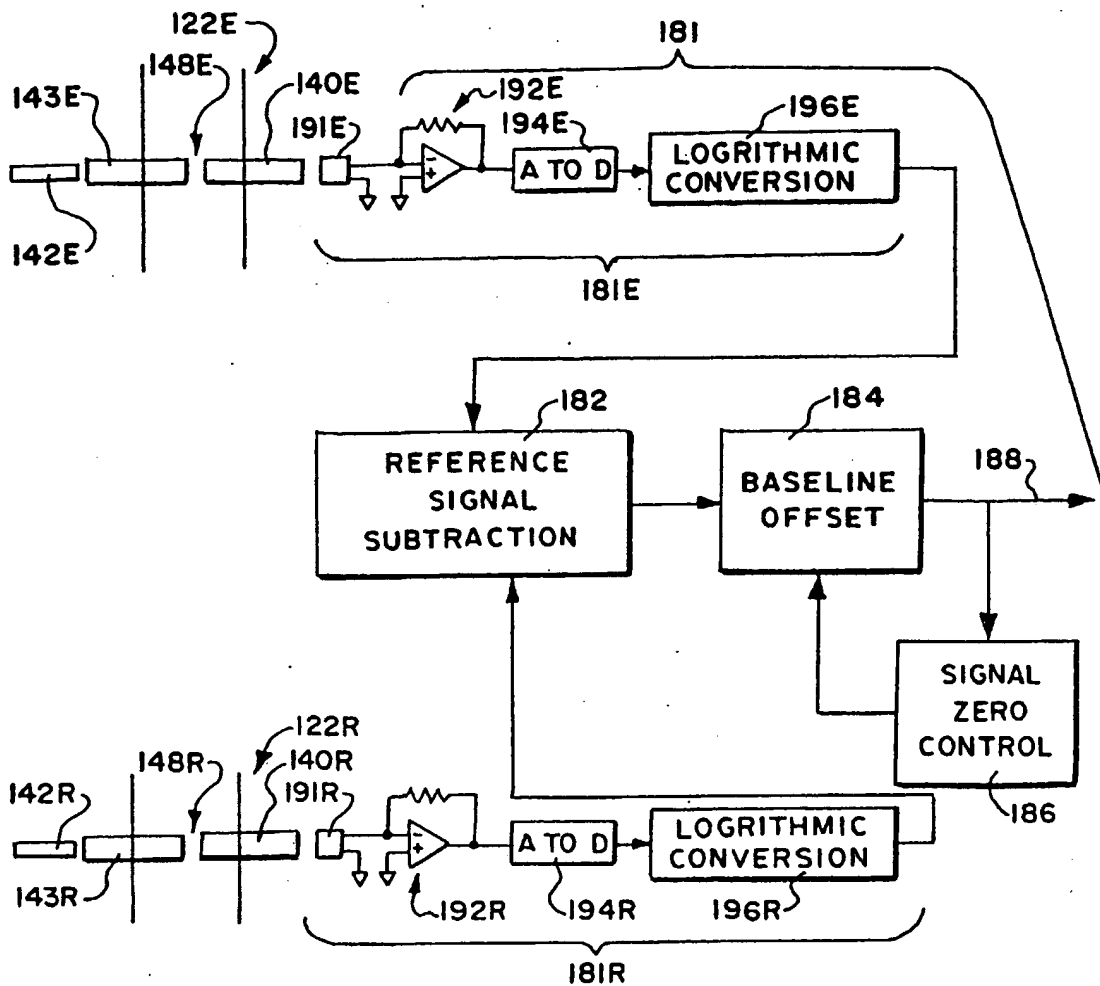 122E
181
148E
140E
143E
192E
191E
194E
196E
A TO D
LOGRITHMIC
CONVERSION
142E
181E
182
184
REFERENCE
SIGNAL
SUBTRACTION
BASELINE
OFFSET
188
SIGNAL
ZERO
CONTROL
186
122R
148R
140R
142R
191R
A TO D
LOGRITHMIC
CONVERSION
143R
192R
194R
196R
181R